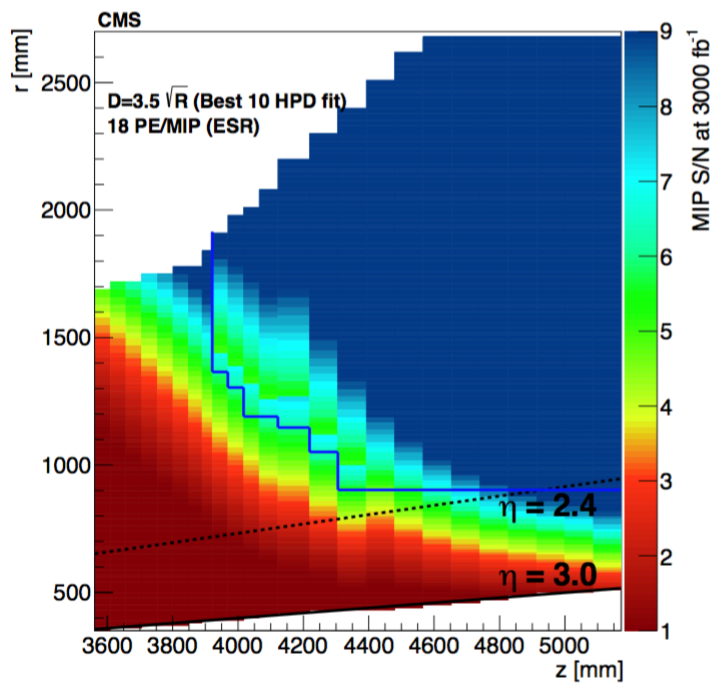 CMS
r [mm]
D=3.5 √R (Best 10 HPD fit)
18 PE/MIP (ESR)
2500
2000
1500
1000
500
η = 2.4
η = 3.0
3600 3800 4000 4200 4400 4600 4800 5000
z [mm]
9
8
7
6
5
4
3
2
1
MIP S/N at 3000 fb⁻¹